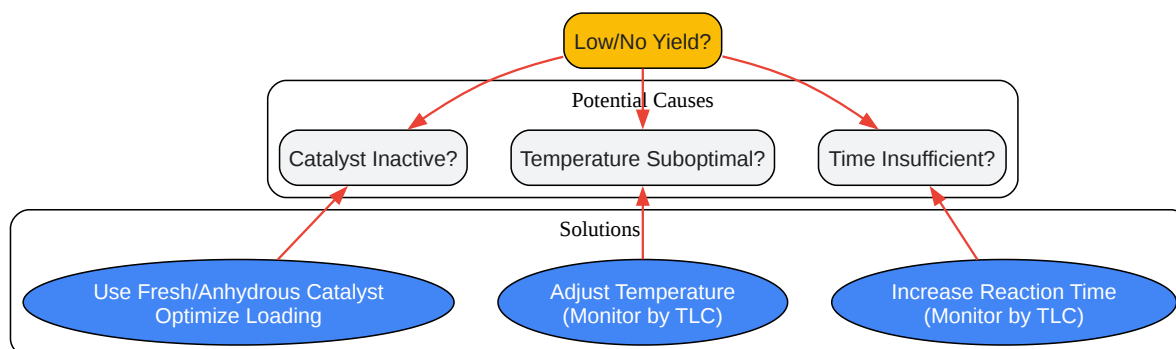 Low/No Yield?
Potential Causes
Catalyst Inactive?
Temperature Suboptimal?
Time Insufficient?
Solutions
Use Fresh/Anhydrous Catalyst
Optimize Loading
Adjust Temperature
(Monitor by TLC)
Increase Reaction Time
(Monitor by TLC)